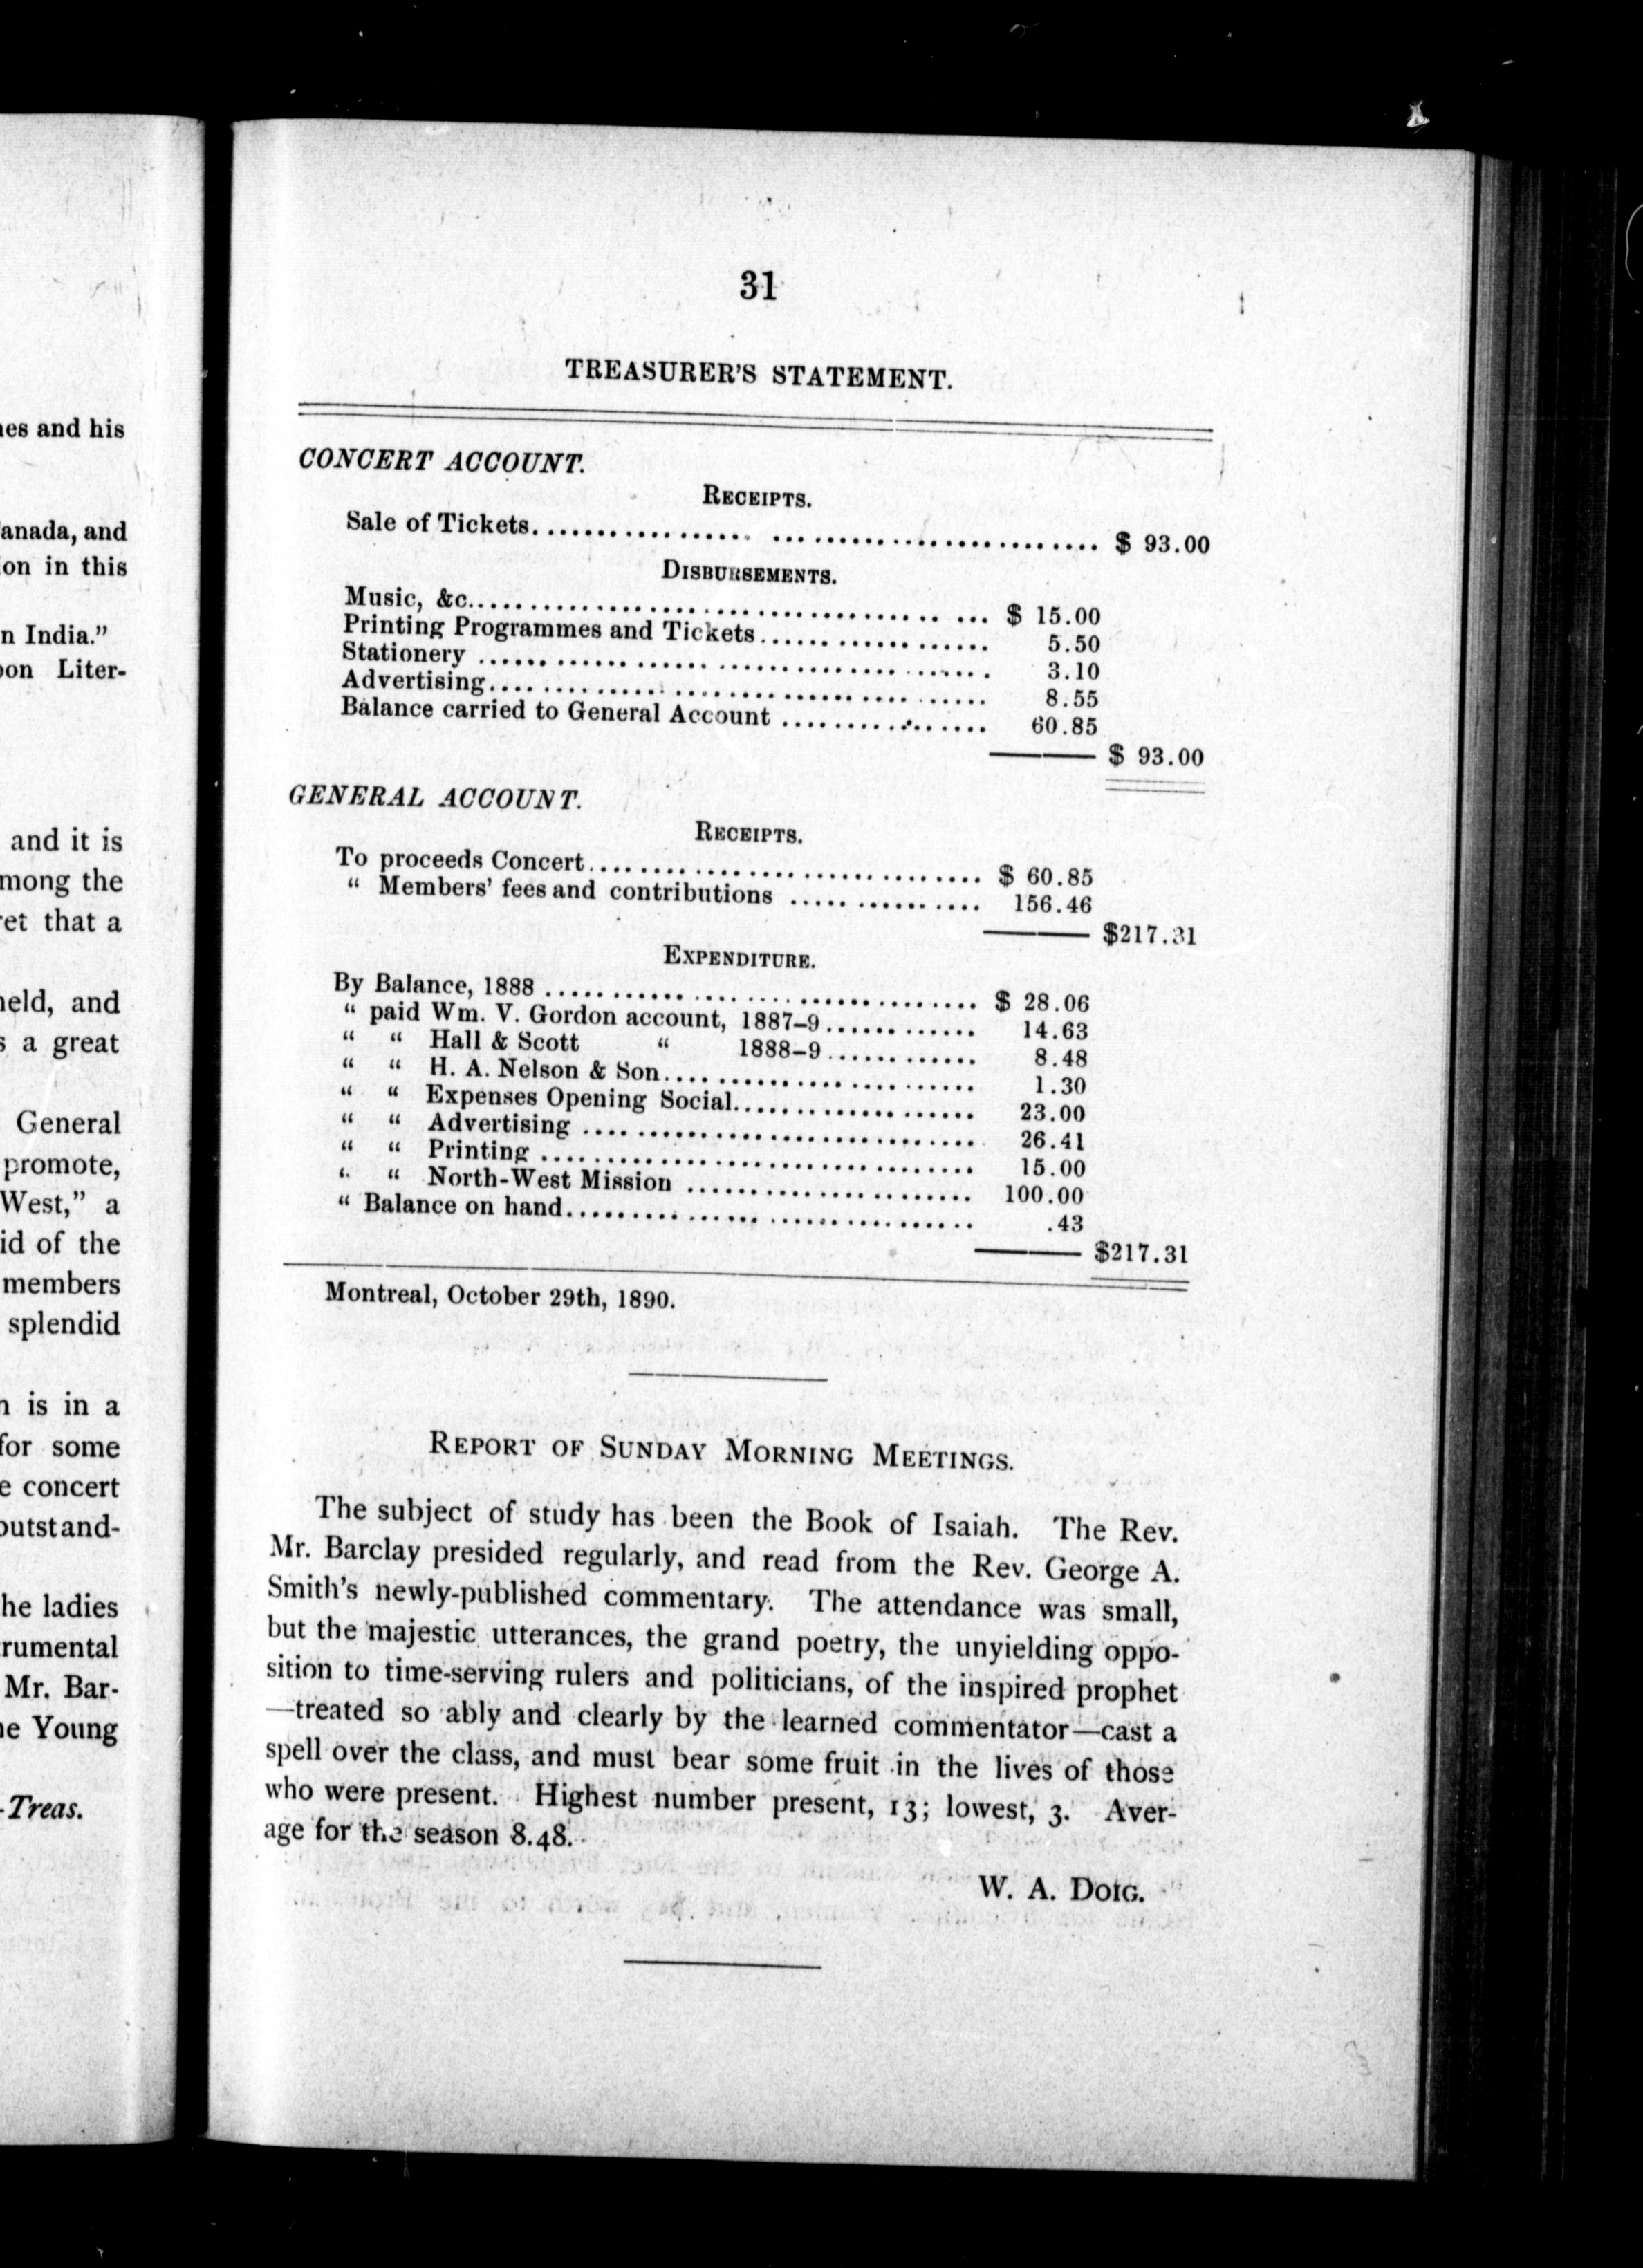 31
TREASURER'S STATEMENT.
CONCERT ACCOUNT.
RECEIPTS.
Sale of Tickets.......................................... $ 93.00
DISBURSEMENTS.
Music, &c.......................................... $ 15.00
Printing Programmes and Tickets.................. 5.50
Stationery .......................................... 3.10
Advertising.......................................... 8.55
Balance carried to General Account ................ 60.85
$ 93.00
GENERAL ACCOUNT.
RECEIPTS.
To proceeds Concert.............................. $ 60.85
“ Members' fees and contributions ............... 156.46
$217.31
EXPENDITURE.
By Balance, 1888 ................................. $ 28.06
“ paid Wm. V. Gordon account, 1887-9............ 14.63
“ “ Hall & Scott “ 1888-9............ 8.48
“ “ H. A. Nelson & Son........................ 1.30
“ “ Expenses Opening Social................... 23.00
“ “ Advertising .............................. 26.41
“ “ Printing ................................. 15.00
“ “ North-West Mission ...................... 100.00
“ Balance on hand............................... .43
$217.31
Montreal, October 29th, 1890.
REPORT OF SUNDAY MORNING MEETINGS.
The subject of study has been the Book of Isaiah. The Rev.
Mr. Barclay presided regularly, and read from the Rev. George A.
Smith's newly-published commentary. The attendance was small,
but the majestic utterances, the grand poetry, the unyielding oppo-
sition to time-serving rulers and politicians, of the inspired prophet
—treated so ably and clearly by the learned commentator—cast a
spell over the class, and must bear some fruit in the lives of those
who were present. Highest number present, 13; lowest, 3. Aver-
age for the season 8.48.
W. A. DOIG.
and his
and
on in this
n India.”
Liter-
and it is
the
that a
and
a great
General
promote,
West,” a
of the
members
splendid
is in a
for some
concert
outstand-
ladies
Mr. Bar-
Young
Treas.